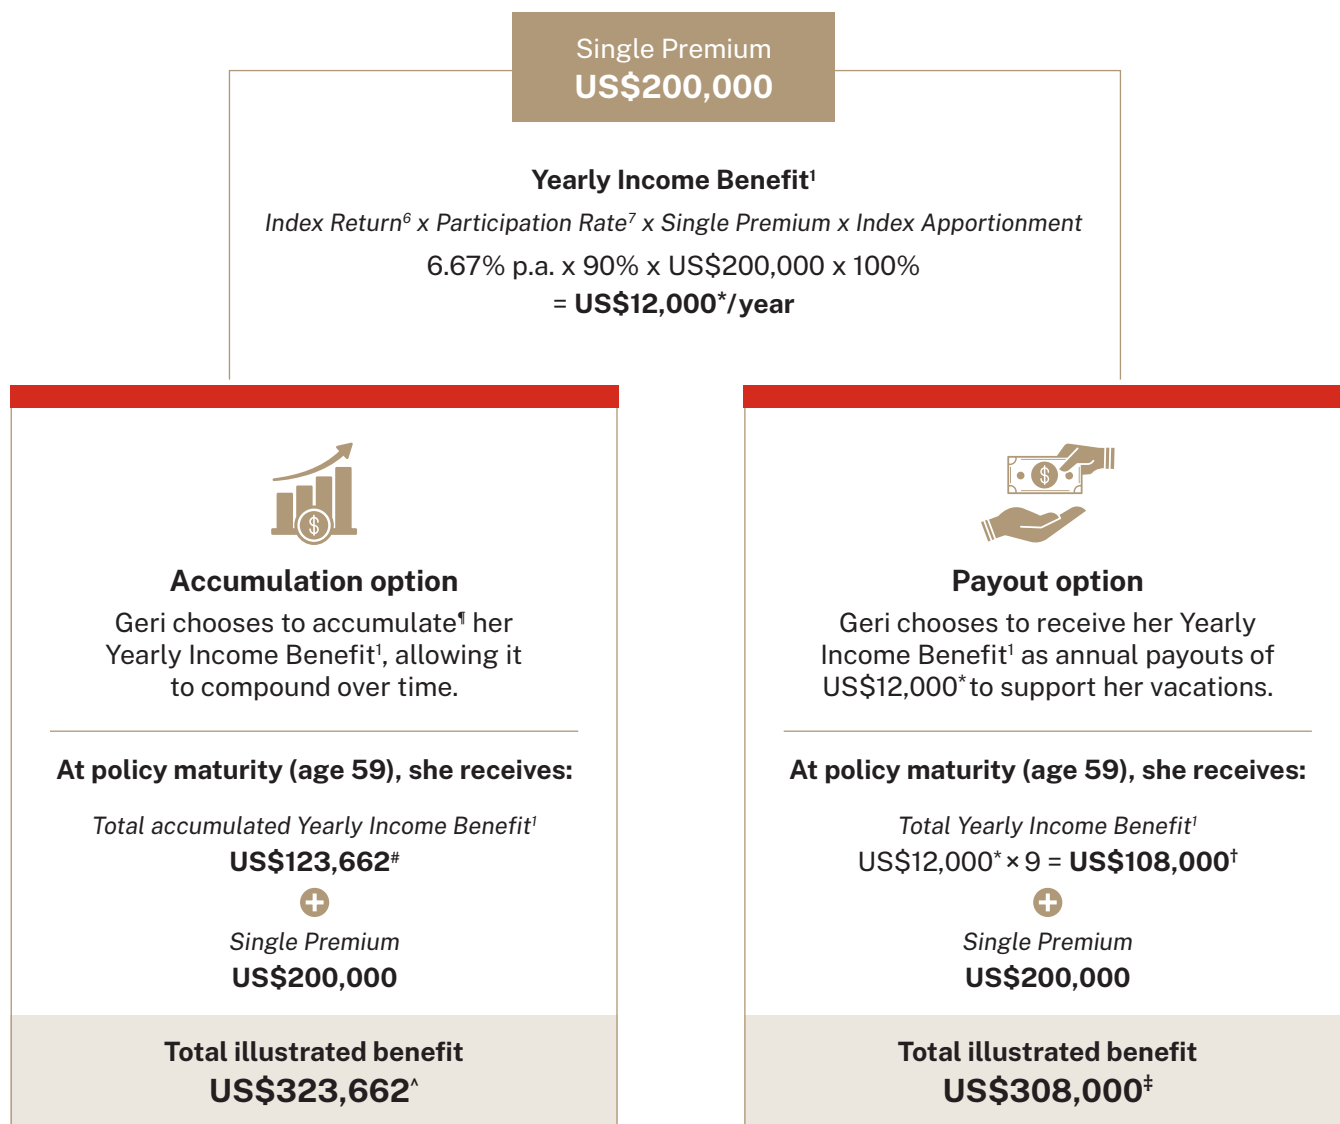 Single Premium
US$200,000
Yearly Income Benefit¹
Index Return⁶ x Participation Rate⁷ x Single Premium x Index Apportionment
6.67% p.a. x 90% x US$200,000 x 100%
= US$12,000*/year
$
Accumulation option
Geri chooses to accumulate¶ her
Yearly Income Benefit¹, allowing it
to compound over time.
At policy maturity (age 59), she receives:
Total accumulated Yearly Income Benefit¹
US$123,662#
+
Single Premium
US$200,000
Total illustrated benefit
US$323,662^
$
Payout option
Geri chooses to receive her Yearly
Income Benefit¹ as annual payouts of
US$12,000* to support her vacations.
At policy maturity (age 59), she receives:
Total Yearly Income Benefit¹
US$12,000* × 9 = US$108,000†
+
Single Premium
US$200,000
Total illustrated benefit
US$308,000‡